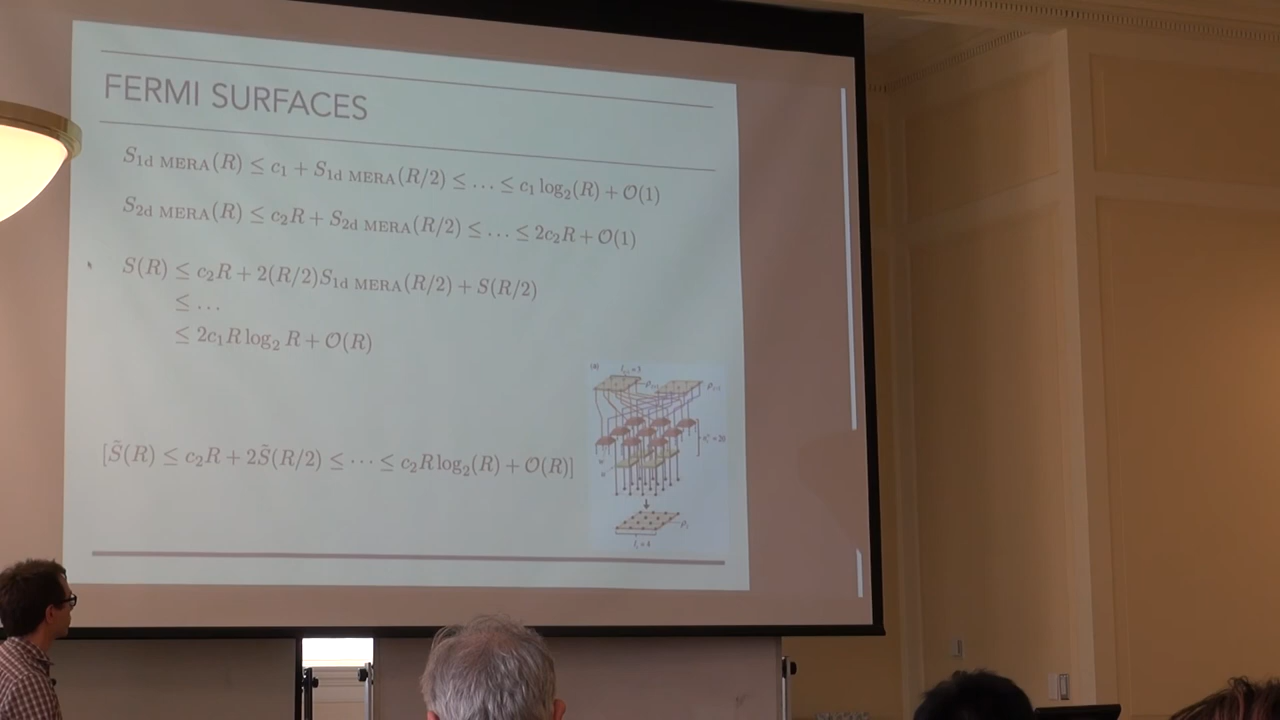 FERMI SURFACES
S_{1d MERA}(R) ≤ c_1 + S_{1d MERA}(R/2) ≤ … ≤ c_1 log_2(R) + O(1)
S_{2d MERA}(R) ≤ c_2R + S_{2d MERA}(R/2) ≤ … ≤ 2c_2R + O(1)
S(R) ≤ c_2R + 2(R/2)S_{1d MERA}(R/2) + S(R/2)
≤ …
≤ 2c_1R log_2 R + O(R)
[S̃(R) ≤ c_2R + 2S̃(R/2) ≤ ⋯ ≤ c_2R log_2(R) + O(R)]